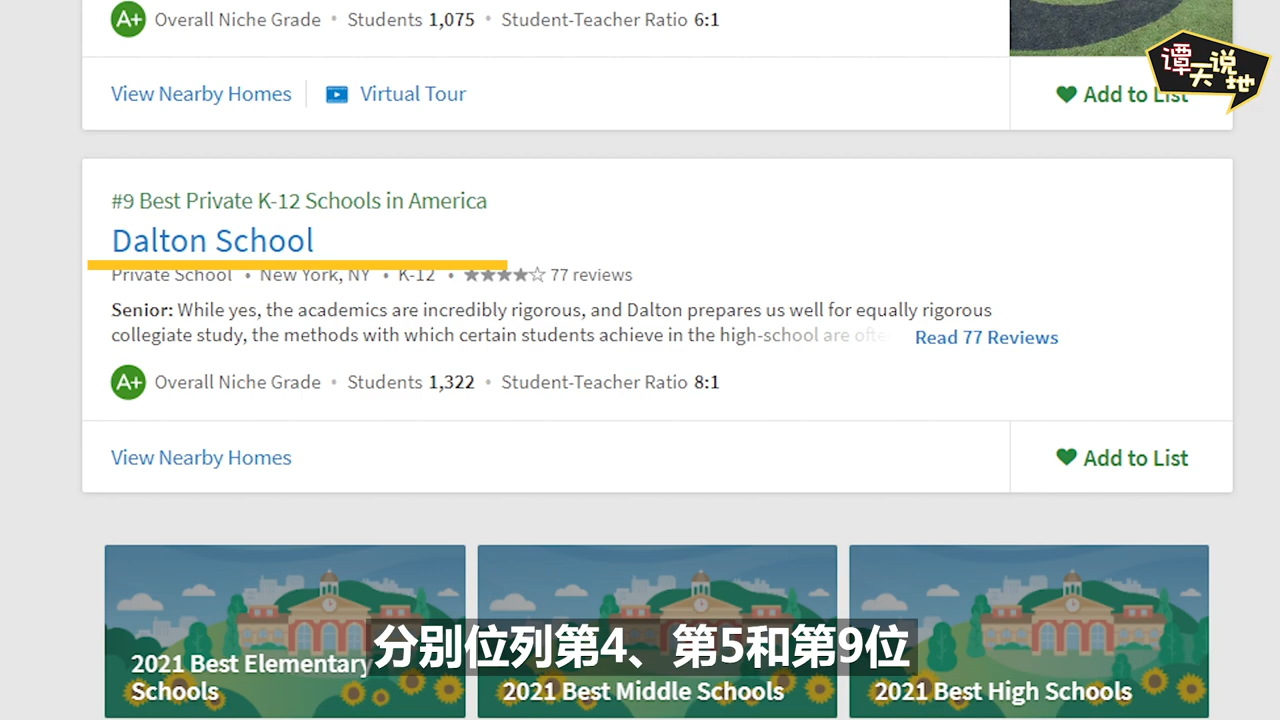 A+ Overall Niche Grade • Students 1,075 • Student-Teacher Ratio 6:1
谭天说地
View Nearby Homes
Virtual Tour
Add to List
#9 Best Private K-12 Schools in America
Dalton School
Private School • New York, NY • K-12 • ★★★★☆ 77 reviews
Senior: While yes, the academics are incredibly rigorous, and Dalton prepares us well for equally rigorous
collegiate study, the methods with which certain students achieve in the high-school are often
Read 77 Reviews
A+ Overall Niche Grade • Students 1,322 • Student-Teacher Ratio 8:1
View Nearby Homes
Add to List
2021 Best Elementary
Schools
2021 Best Middle Schools
2021 Best High Schools
分别位列第4、第5和第9位